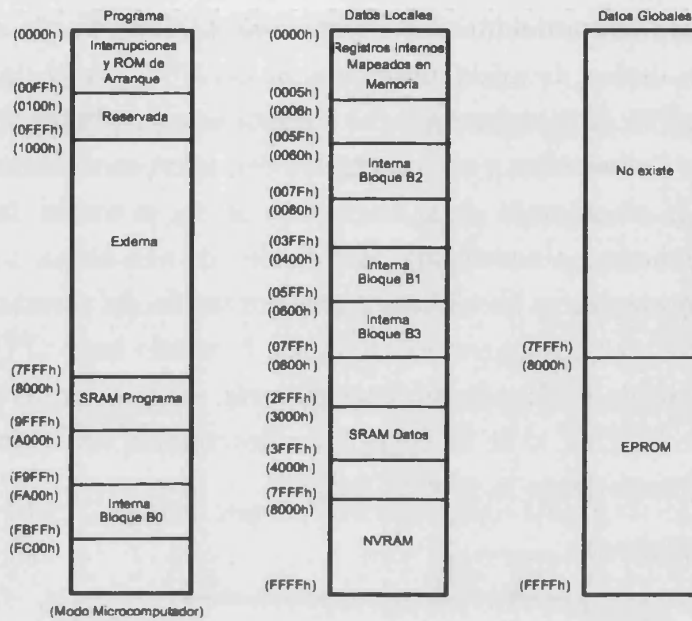 Programa
(0000h)
Interrupciones
y ROM de
Arranque
(00FFh)
(0100h)
Reservada
(0FFFh)
(1000h)
Externa
(7FFFh)
(8000h)
SRAM Programa
(9FFFh)
(A000h)
(F9FFh)
(FA00h)
Interna
Bloque B0
(FBFFh)
(FC00h)
(Modo Microcomputador)
Datos Locales
(0000h)
Registros Internos
Mapeados en
Memoria
(0005h)
(0006h)
(005Fh)
(0060h)
Interna
Bloque B2
(007Fh)
(0080h)
(03FFh)
(0400h)
Interna
Bloque B1
(05FFh)
(0600h)
Interna
Bloque B3
(07FFh)
(0800h)
(2FFFh)
(3000h)
SRAM Datos
(3FFFh)
(4000h)
(7FFFh)
(8000h)
NVRAM
(FFFFh)
Datos Globales
No existe
(7FFFh)
(8000h)
EPROM
(FFFFh)